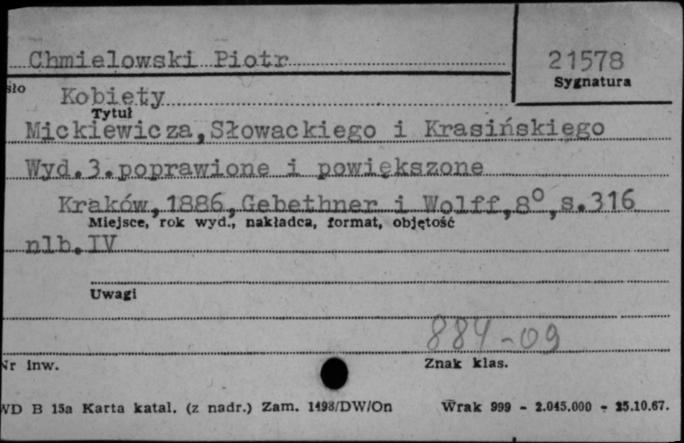 Chmielowski Piotr
21578
Sygnatura
Kobiety
Tytuł
Mickiewicza,Słowackiego i Krasińskiego
Wyd.3.poprawione i powiększone
Kraków,1886,Gebethner i Wolff,8º,s.316
Miejsce, rok wyd., nakładca, format, objętość
nlb.IV
Uwagi
884-09
Nr inw.
Znak klas.
WD B 15a Karta katal. (z nadr.) Zam. 1498/DW/On Wrak 999 - 2.045.000 - 25.10.67.